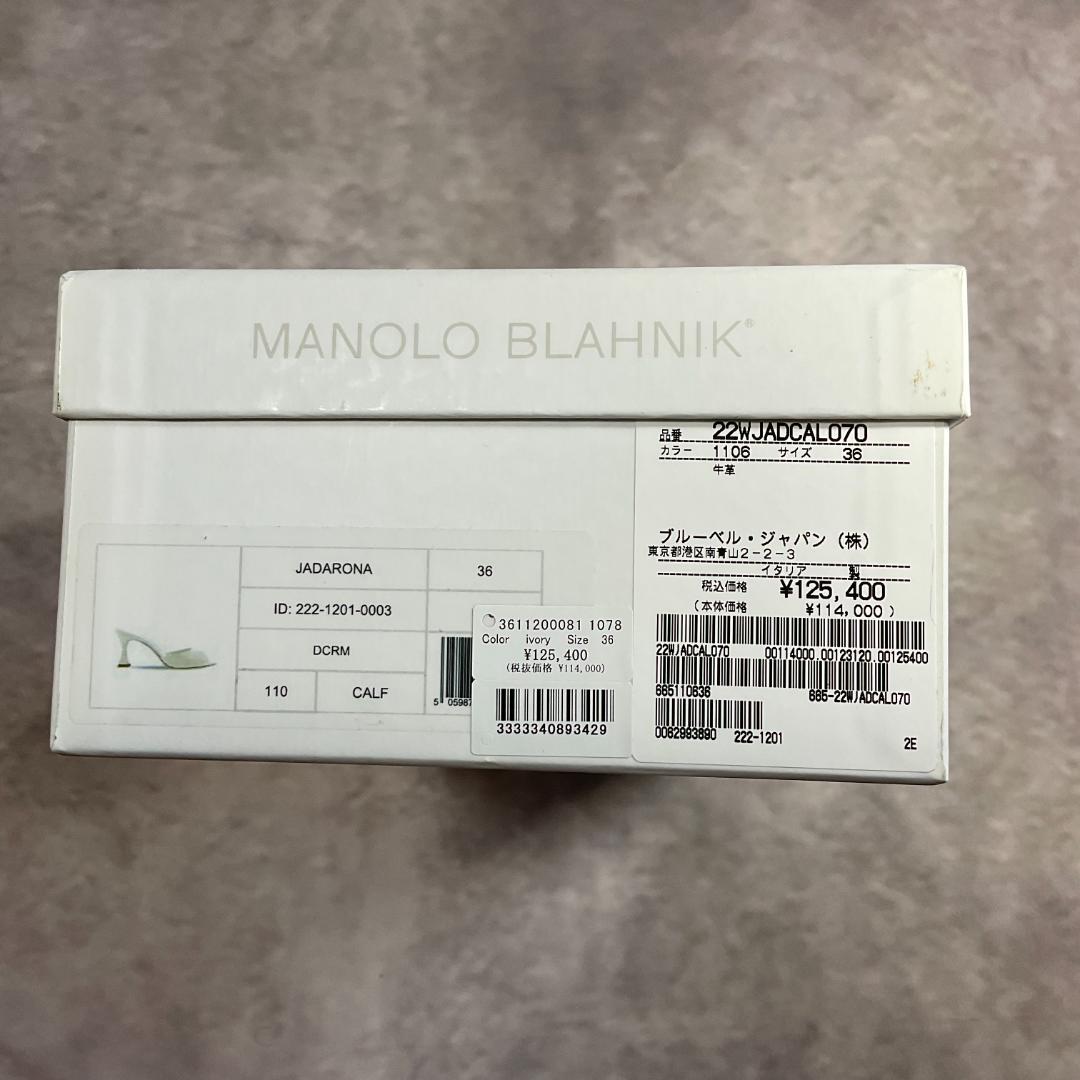 MANOLO BLAHNIK®
JADARONA 36
ID: 222-1201-0003
DCRM
110 CALF
5 05987
3611200081 1078
Color ivory Size 36
¥125,400
(税抜価格 ¥114,000)
3333340893429
品番 22WJADCAL070
カラー 1106 サイズ 36
牛革
ブルーベル・ジャパン（株）
東京都港区南青山2-2-3
イタリア 製
税込価格 ¥125,400
(本体価格 ¥114,000 )
22WJADCAL070 00114000.00123120.00125400
665110636 685-22WJADCAL070
0062993890 222-1201
2E